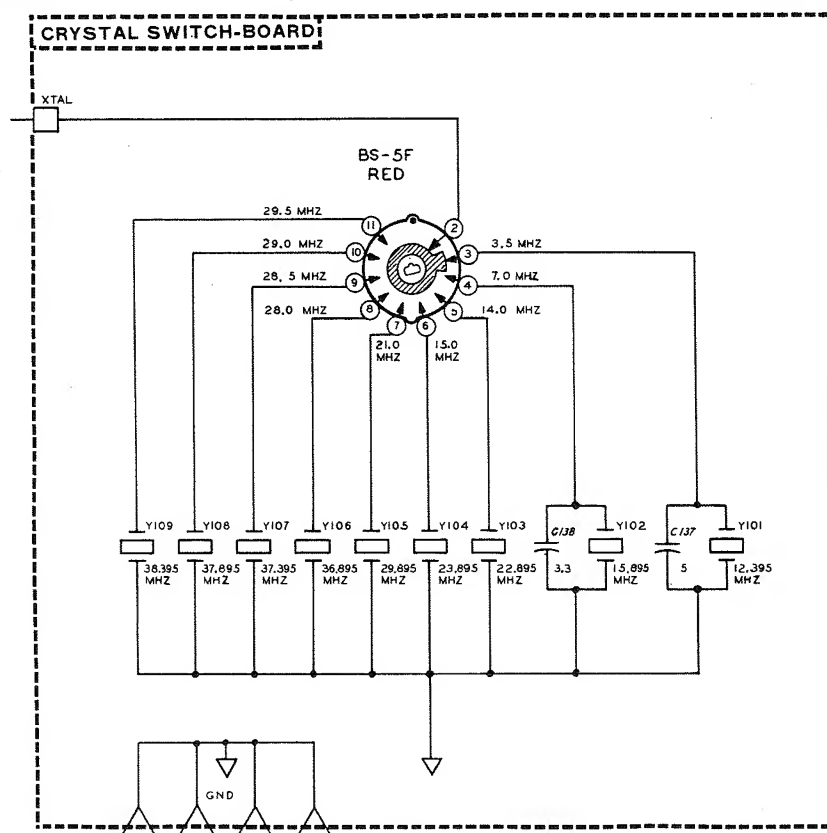 CRYSTAL SWITCH-BOARD
XTAL
BS-5F
RED
29.5 MHZ
11
2
29.0 MHZ
10
3
3.5 MHZ
28.5 MHZ
9
4
7.0 MHZ
28.0 MHZ
8
7
6
5
14.0 MHZ
21.0
MHZ
15.0
MHZ
Y109
Y108
Y107
Y106
Y105
Y104
Y103
C138
Y102
C137
Y101
38.395
MHZ
37.895
MHZ
37.395
MHZ
36.895
MHZ
29.895
MHZ
23.895
MHZ
22.895
MHZ
3.3
15.895
MHZ
5
12.395
MHZ
GND